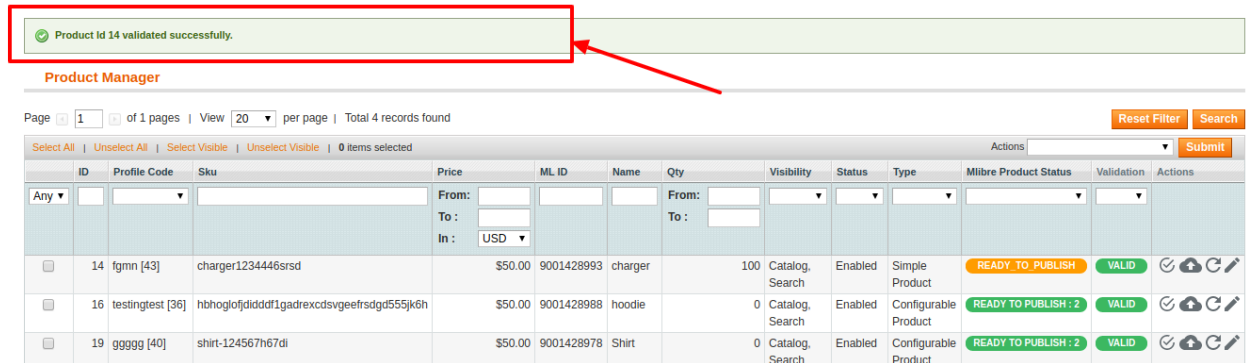 Product Id 14 validated successfully.
Product Manager
Page 1 of 1 pages | View 20 per page | Total 4 records found Reset Filter Search
Select All | Unselect All | Select Visible | Unselect Visible | 0 items selected Actions Submit
ID Profile Code Sku Price ML ID Name Qty Visibility Status Type Mlibre Product Status Validation Actions
Any From: From:
To : To :
In : USD
14 fgmn [43] charger1234446srsd $50.00 9001428993 charger 100 Catalog, Enabled Simple READY_TO_PUBLISH VALID
Search Product
16 testingtest [36] hbhoglofjdidddf1gadrexcdsvgeefrsdgd555jk6h $50.00 9001428988 hoodie 0 Catalog, Enabled Configurable READY TO PUBLISH : 2 VALID
Search Product
19 ggggg [40] shirt-124567h67di $50.00 9001428978 Shirt 0 Catalog, Enabled Configurable READY TO PUBLISH : 2 VALID
Search Product